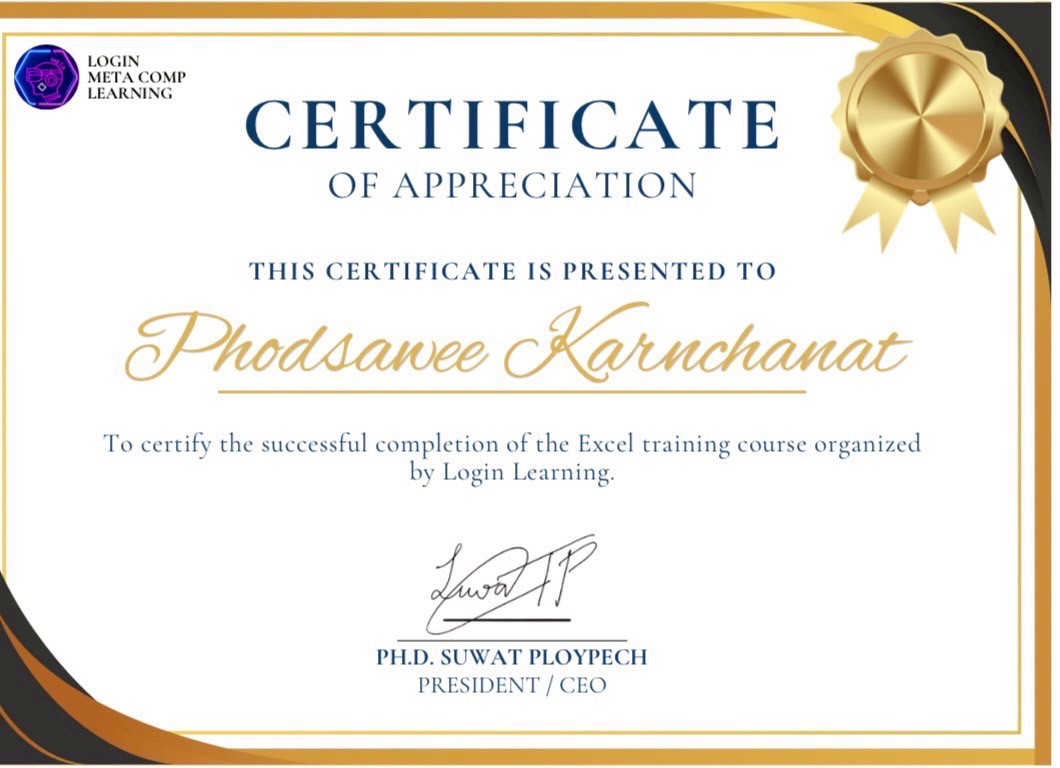 LOGIN
META COMP
LEARNING
CERTIFICATE
OF APPRECIATION
THIS CERTIFICATE IS PRESENTED TO
Phodsawee Karnchanat
To certify the successful completion of the Excel training course organized
by Login Learning.
PH.D. SUWAT PLOYPECH
PRESIDENT / CEO